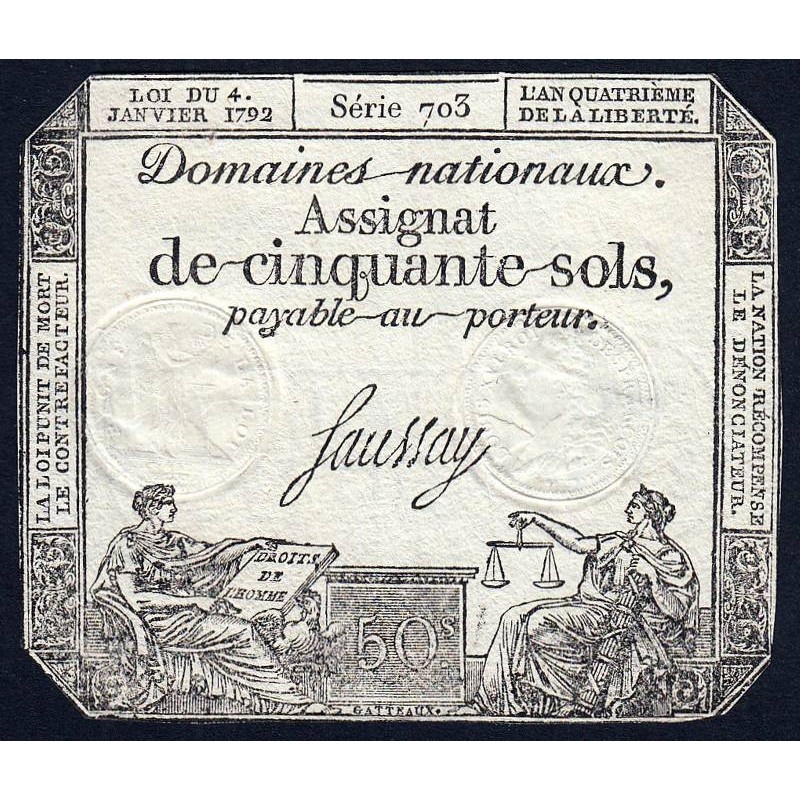 LOI DU 4.
JANVIER 1792
Série 703
L'AN QUATRIÈME
DE LA LIBERTÉ.
Domaines nationaux.
Assignat
de cinquante sols,
payable au porteur.
LA LOI PUNIT DE MORT
LE CONTREFACTEUR.
LA NATION RÉCOMPENSE
LE DÉNONCIATEUR.
Saussay
DROITS
DE
L'HOMME
50.S
GATTEAUX.